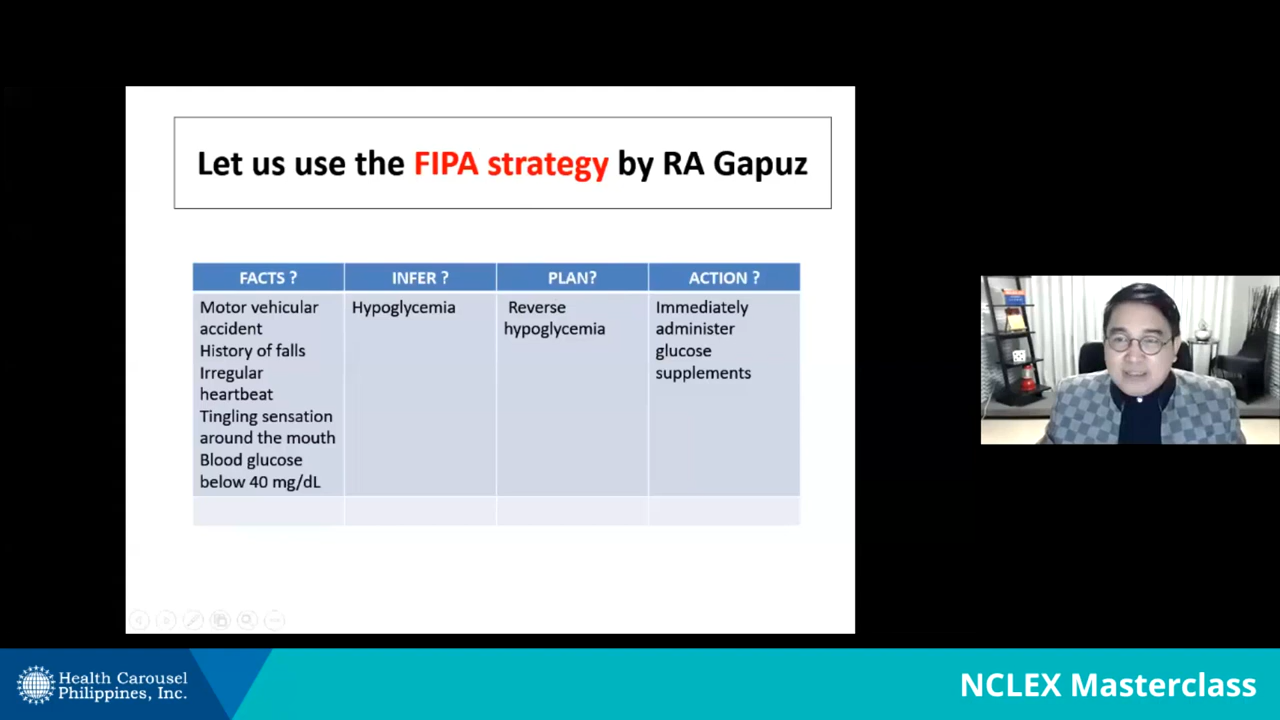 Let us use the FIPA strategy by RA Gapuz
FACTS ?
INFER ?
PLAN?
ACTION ?
Motor vehicular
accident
History of falls
Irregular
heartbeat
Tingling sensation
around the mouth
Blood glucose
below 40 mg/dL
Hypoglycemia
Reverse
hypoglycemia
Immediately
administer
glucose
supplements
Health Carousel
Philippines, Inc.
NCLEX Masterclass